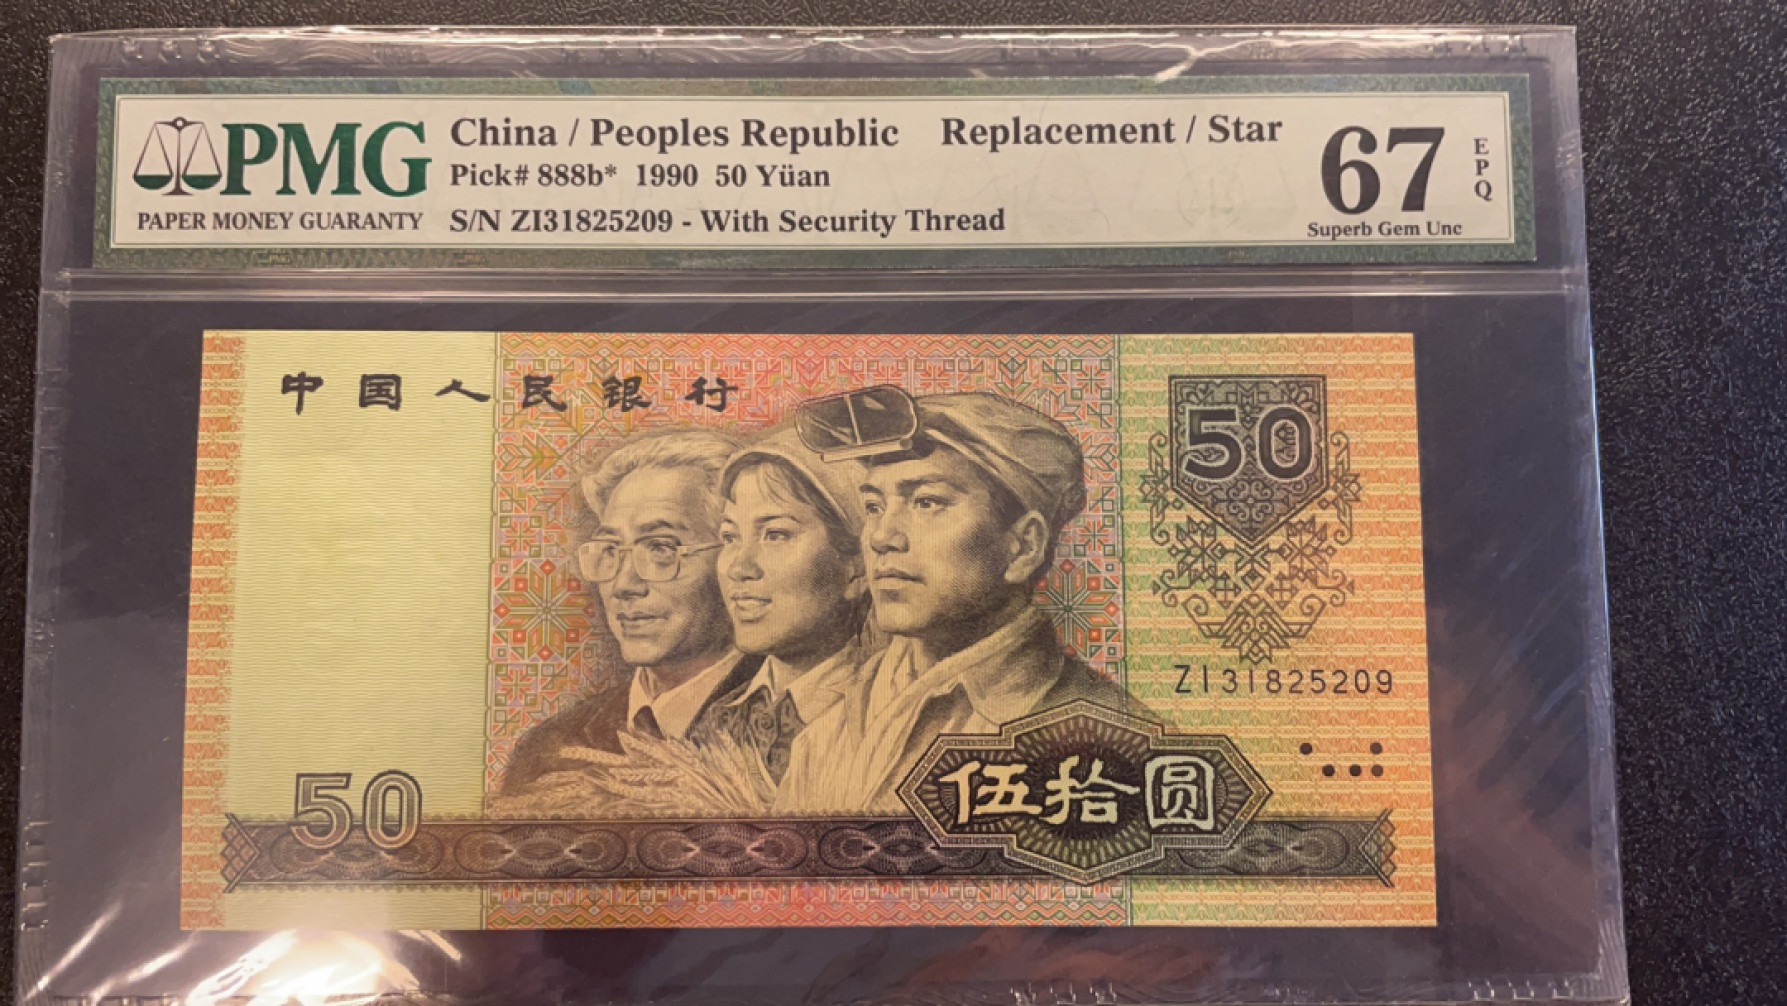 PMG
PAPER MONEY GUARANTY
China / Peoples Republic Replacement / Star
Pick# 888b* 1990 50 Yüan
S/N ZI31825209 - With Security Thread
67
EPQ
Superb Gem Unc
中国人民银行
50
ZI31825209
50
伍拾圆